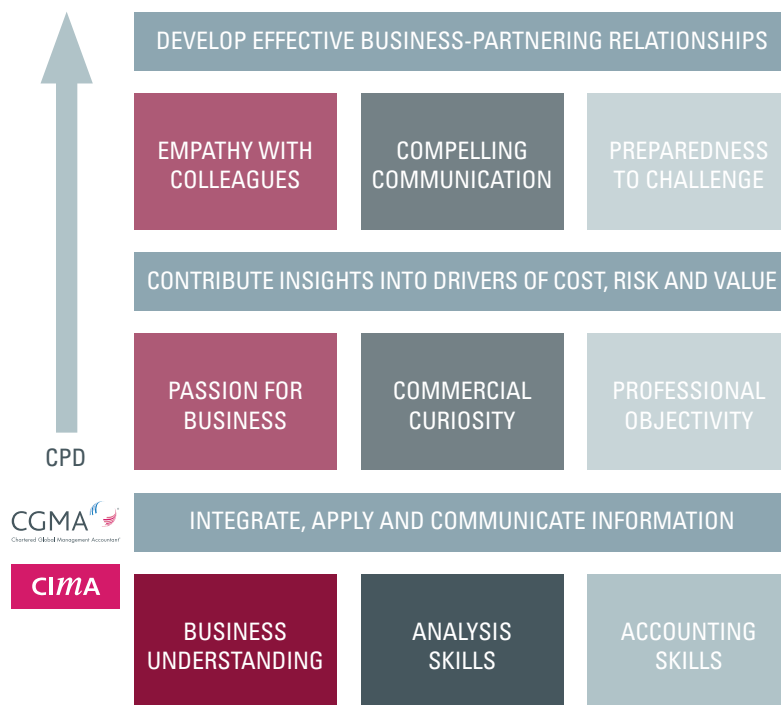 DEVELOP EFFECTIVE BUSINESS-PARTNERING RELATIONSHIPS
EMPATHY WITH
COLLEAGUES
COMPELLING
COMMUNICATION
PREPAREDNESS
TO CHALLENGE
CONTRIBUTE INSIGHTS INTO DRIVERS OF COST, RISK AND VALUE
PASSION FOR
BUSINESS
COMMERCIAL
CURIOSITY
PROFESSIONAL
OBJECTIVITY
CPD
CGMA
Chartered Global Management Accountant
INTEGRATE, APPLY AND COMMUNICATE INFORMATION
CIMA
BUSINESS
UNDERSTANDING
ANALYSIS
SKILLS
ACCOUNTING
SKILLS